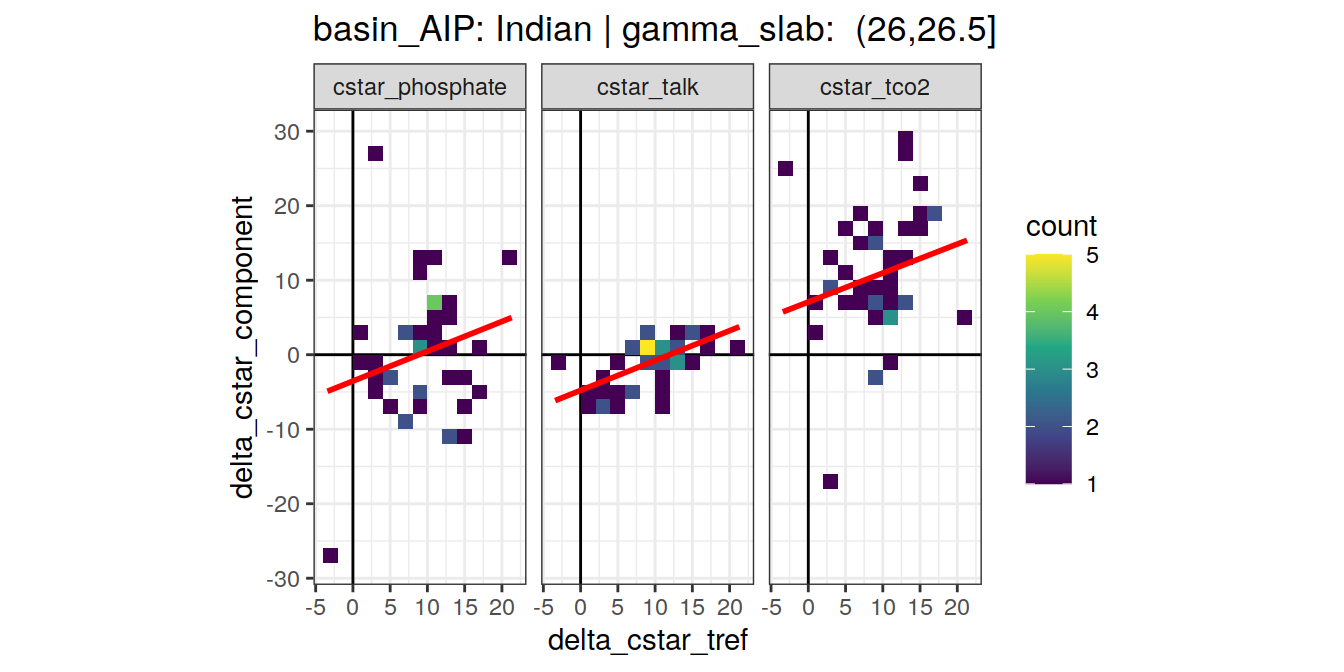 basin_AIP: Indian | gamma_slab:  (26,26.5]
cstar_phosphate cstar_talk cstar_tco2
delta_cstar_component
30
20
10
0
-10
-20
-30
-5 0 5 10 15 20 -5 0 5 10 15 20 -5 0 5 10 15 20
delta_cstar_tref
count
5
4
3
2
1